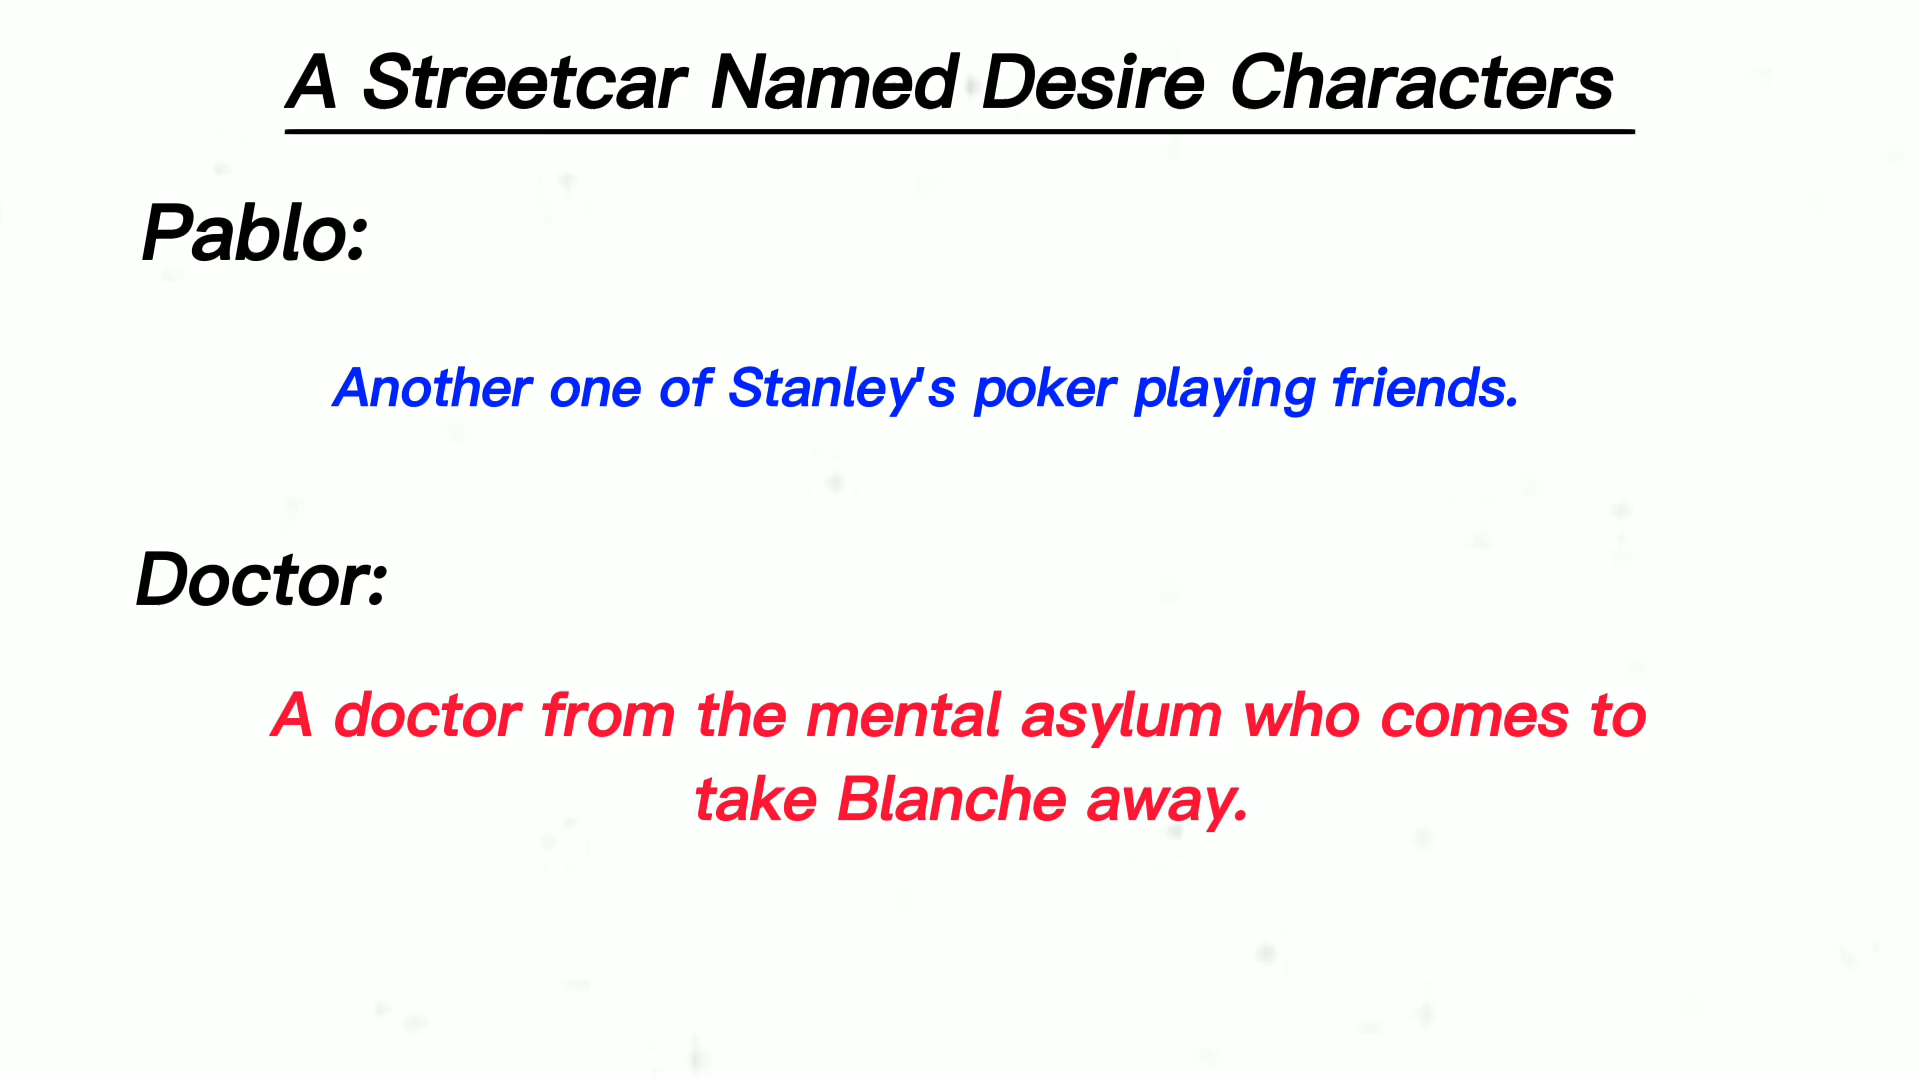 A Streetcar Named Desire Characters
Pablo:
Another one of Stanley's poker playing friends.
Doctor:
A doctor from the mental asylum who comes to
take Blanche away.